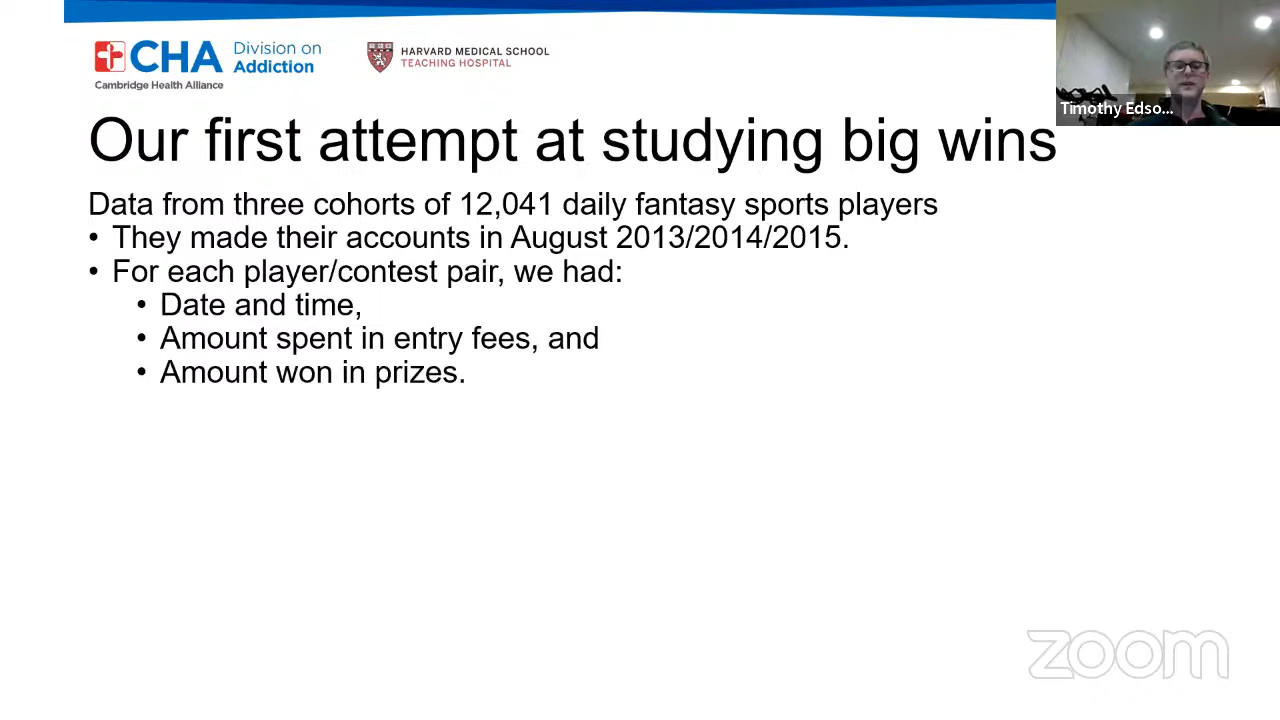 CHA
Division on
Addiction
Cambridge Health Alliance
HARVARD MEDICAL SCHOOL
TEACHING HOSPITAL
Timothy Edso...
Our first attempt at studying big wins
Data from three cohorts of 12,041 daily fantasy sports players
• They made their accounts in August 2013/2014/2015.
• For each player/contest pair, we had:
• Date and time,
• Amount spent in entry fees, and
• Amount won in prizes.
zoom